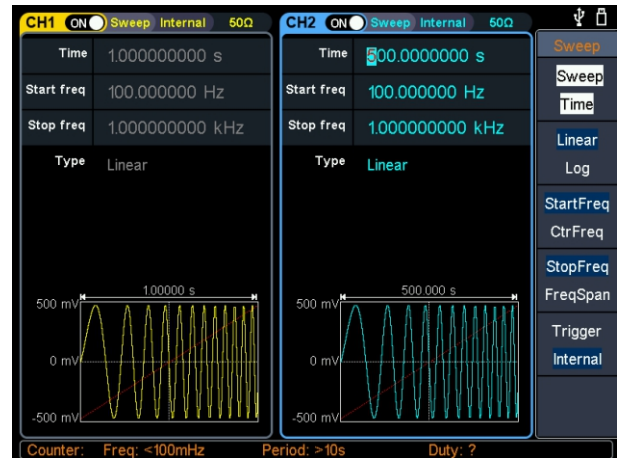 CH1 ON Sweep Internal 50Ω
Time 1.000000000 s
Start freq 100.000000 Hz
Stop freq 1.000000000 kHz
Type Linear
1.00000 s
500 mV
0 mV
-500 mV
CH2 ON Sweep Internal 50Ω
Time 500.0000000 s
Start freq 100.000000 Hz
Stop freq 1.000000000 kHz
Type Linear
500.000 s
500 mV
0 mV
-500 mV
Sweep
Sweep
Time
Linear
Log
StartFreq
CtrFreq
StopFreq
FreqSpan
Trigger
Internal
Counter: Freq: <100mHz Period: >10s Duty: ?